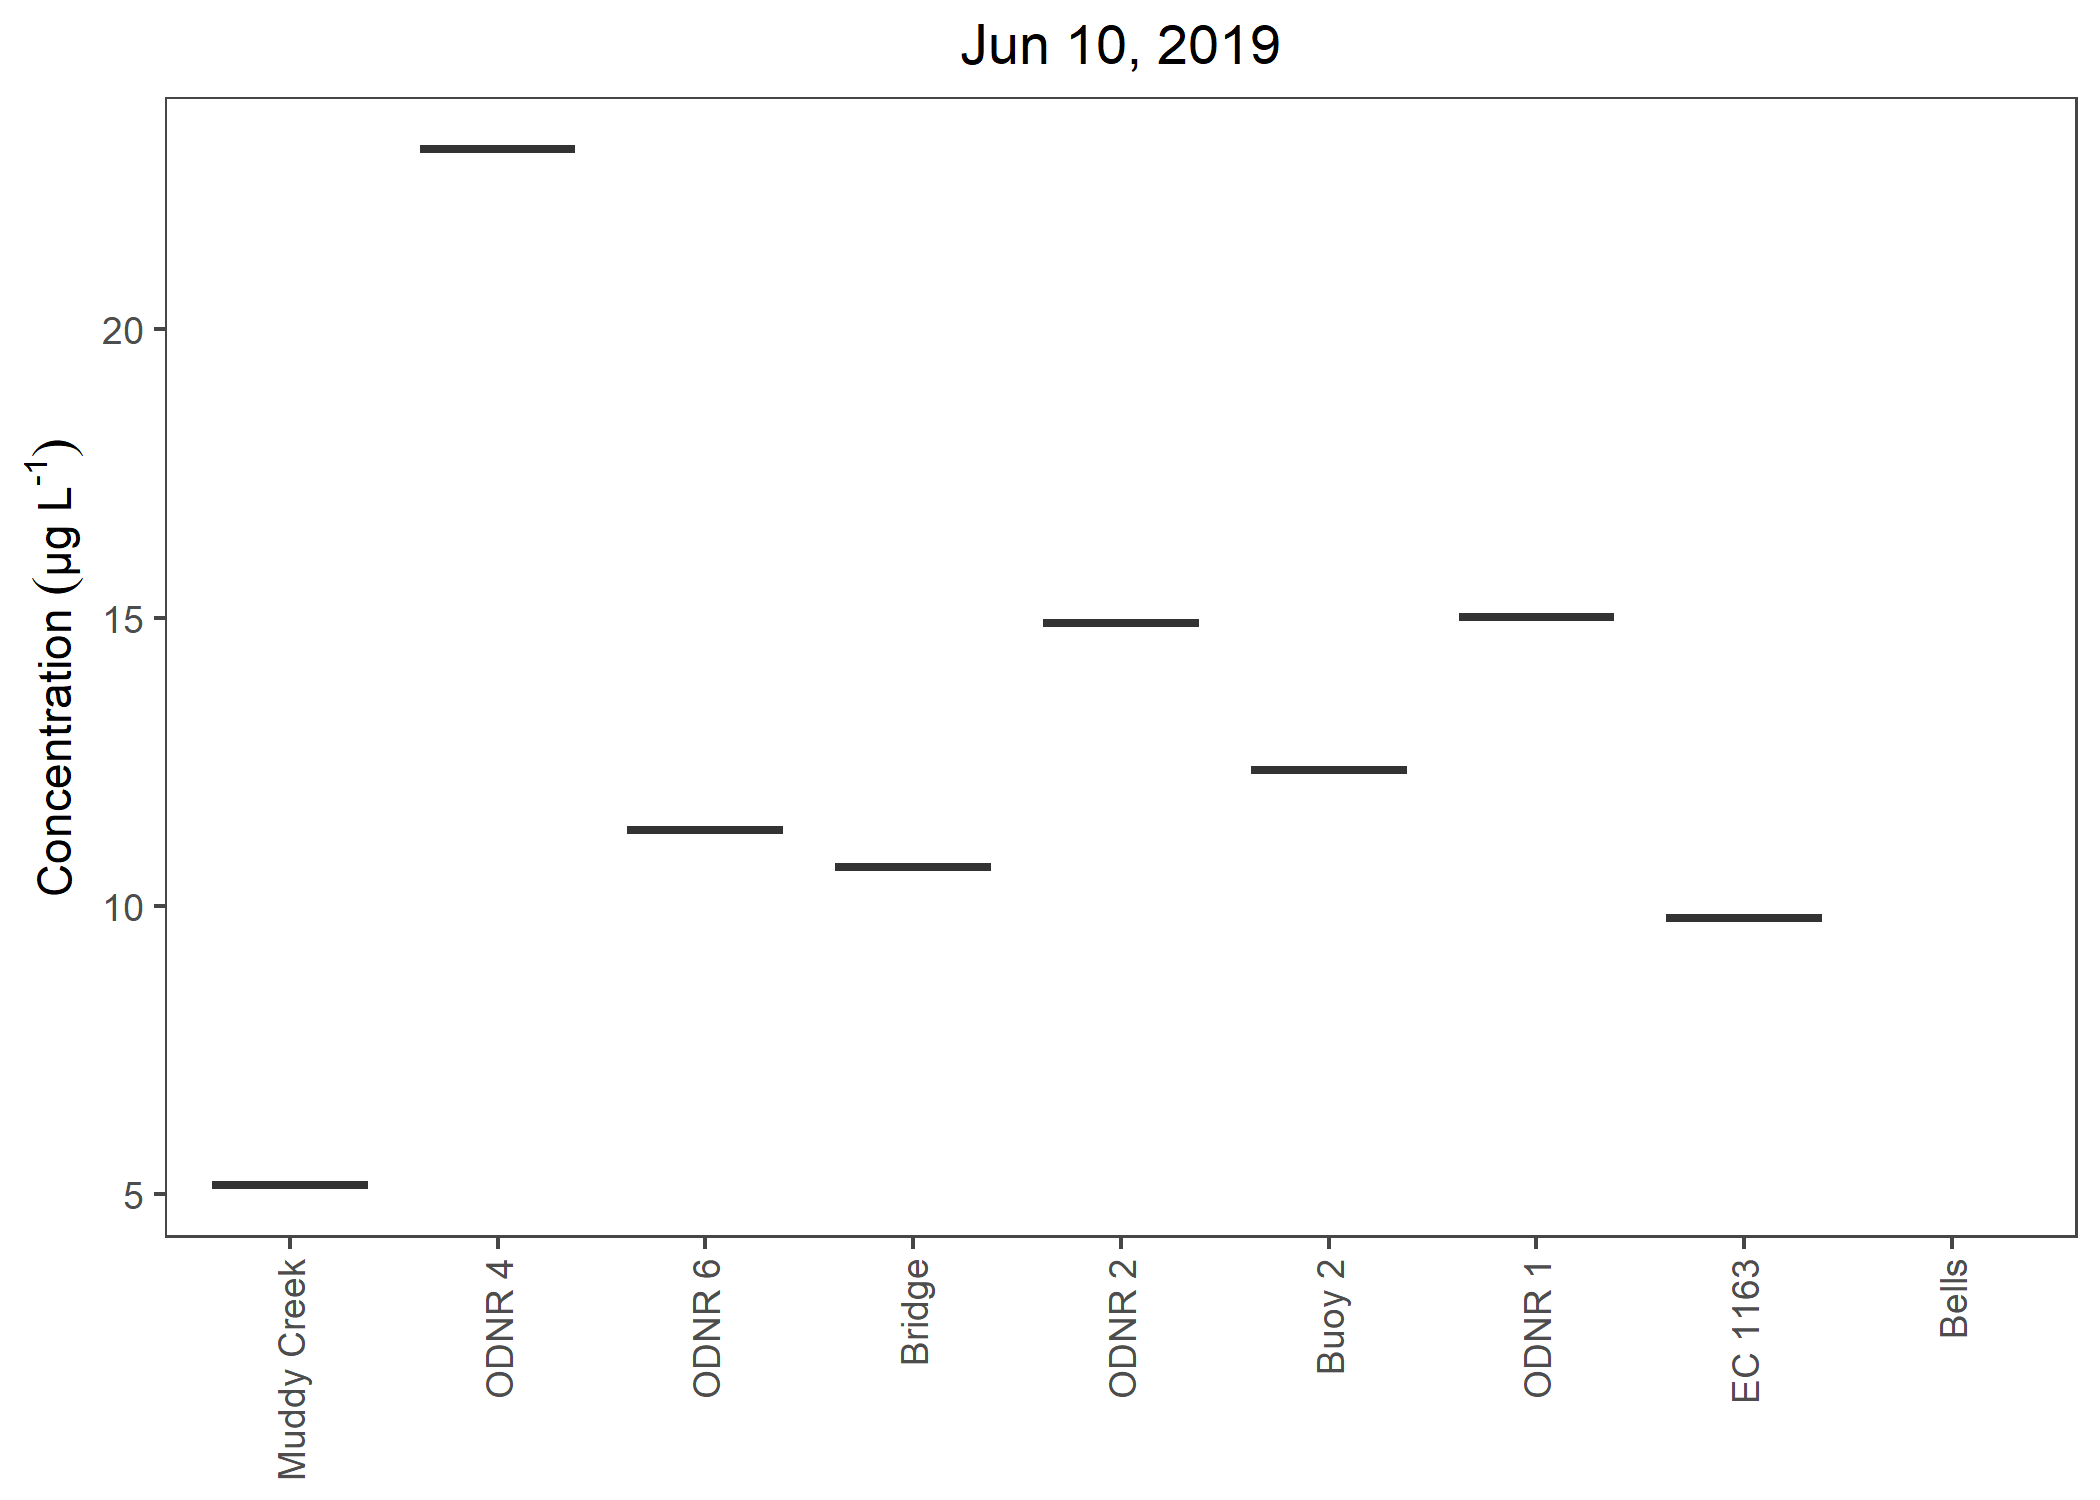 Jun 10, 2019
Concentration (µg L⁻¹)
20
15
10
5
Muddy Creek
ODNR 4
ODNR 6
Bridge
ODNR 2
Buoy 2
ODNR 1
EC 1163
Bells